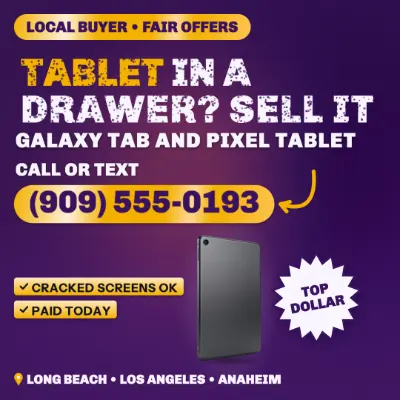 LOCAL BUYER • FAIR OFFERS
TABLET IN A
DRAWER? SELL IT
GALAXY TAB AND PIXEL TABLET
CALL OR TEXT
(909) 555-0193
✓ CRACKED SCREENS OK
✓ PAID TODAY
TOP
DOLLAR
LONG BEACH • LOS ANGELES • ANAHEIM